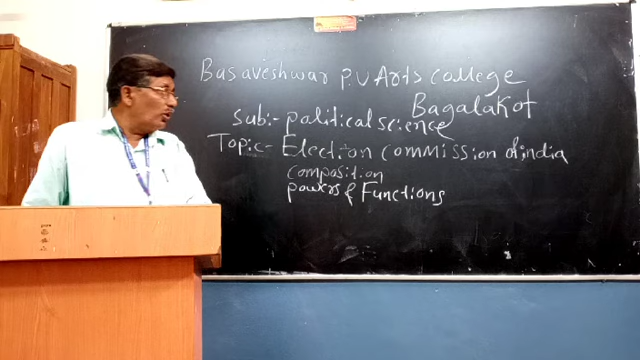 Basaveshwar P.U Arts college
Bagalakot
Sub:- political science
Topic:- Election commission of india
composition
powers & Functions